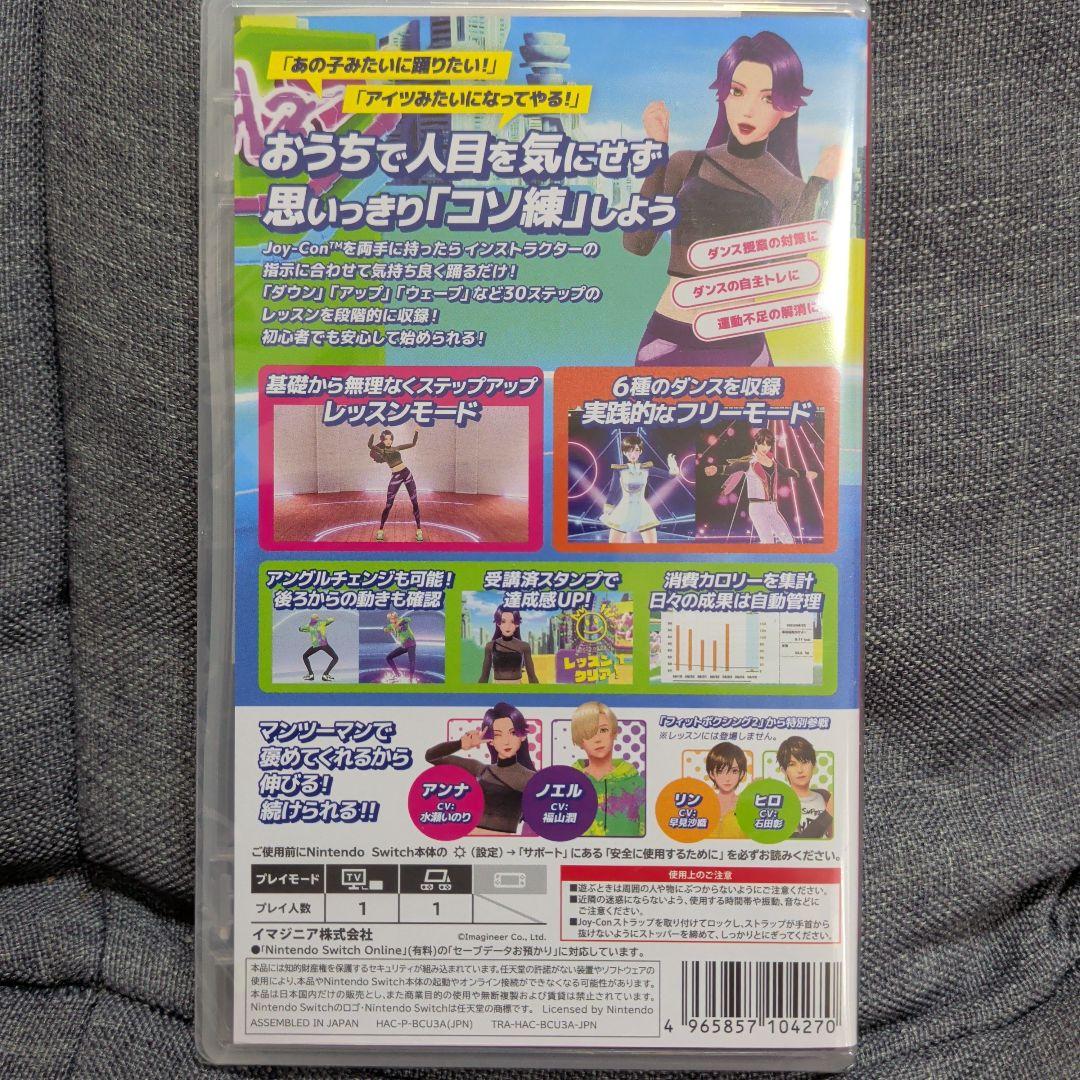 「あの子みたいに踊りたい!」
「アイツみたいになってやる!」
おうちで人目を気にせず
思いっきり「コソ練」しよう
Joy-Con™を両手に持ったらインストラクターの
指示に合わせて気持ち良く踊るだけ!
「ダウン」「アップ」「ウェーブ」など30ステップの
レッスンを段階的に収録!
初心者でも安心して始められる!
ダンス授業の対策に
ダンスの自主トレに
運動不足の解消に
基礎から無理なくステップアップ
レッスンモード
6種のダンスを収録
実践的なフリーモード
アングルチェンジも可能!
後ろからの動きも確認
受講済スタンプで
達成感UP!
レッスン
クリア!
消費カロリーを集計
日々の成果は自動管理
マンツーマンで
褒めてくれるから
伸びる!
続けられる!!
アンナ
CV:
水瀬いのり
ノエル
CV:
福山潤
「フィットボクシング2」から特別参戦
※レッスンには登場しません。
リン
CV:
早見沙織
ヒロ
CV:
石田彰
ご使用前にNintendo Switch本体の (設定)→「サポート」にある「安全に使用するために」を必ずお読みください。
プレイモード TV
プレイ人数 1 1
使用上のご注意
■遊ぶときは周囲の人や物にぶつからないようにご注意ください。
■近隣の迷惑にならないよう、使用する時間帯や振動、音などに
ご注意ください。
■Joy-Conストラップを取り付けてロックし、ストラップが手首から
抜けないようにストッパーを締めて、しっかりとにぎってください。
イマジニア株式会社 ©Imagineer Co., Ltd.
●「Nintendo Switch Online」(有料)の「セーブデータお預かり」に対応しています。
本品には知的財産権を保護するセキュリティが組み込まれています。任天堂の許諾がない装置やソフトウェアの
使用により、本品やNintendo Switch本体の起動やオンライン接続ができなくなる可能性があります。
本品は日本国内だけの販売とし、また商業目的の使用や無断複製および賃貸は禁止されています。
Nintendo Switchのロゴ・Nintendo Switchは任天堂の商標です。 Licensed by Nintendo
ASSEMBLED IN JAPAN HAC-P-BCU3A(JPN) TRA-HAC-BCU3A-JPN
4 965857 104270